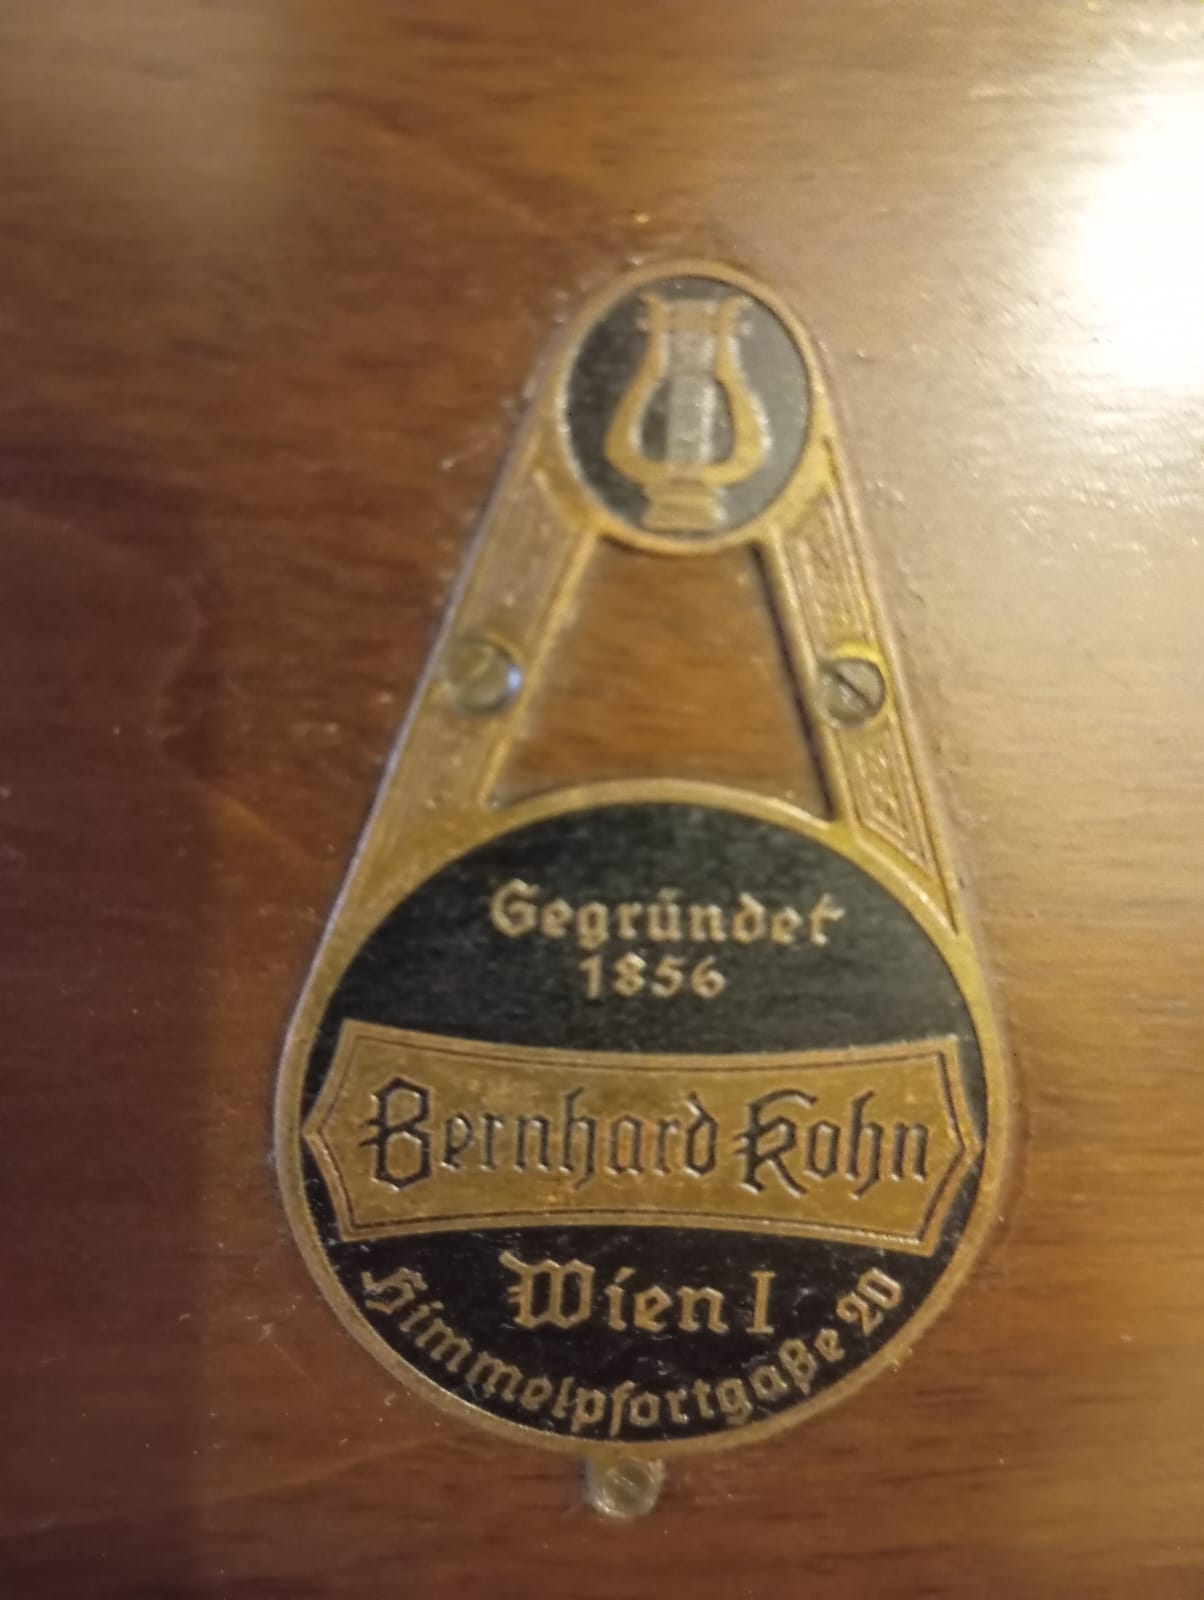 Gegründet
1856
Bernhard Kohn
Wien I
Himmelpfortgaße 20